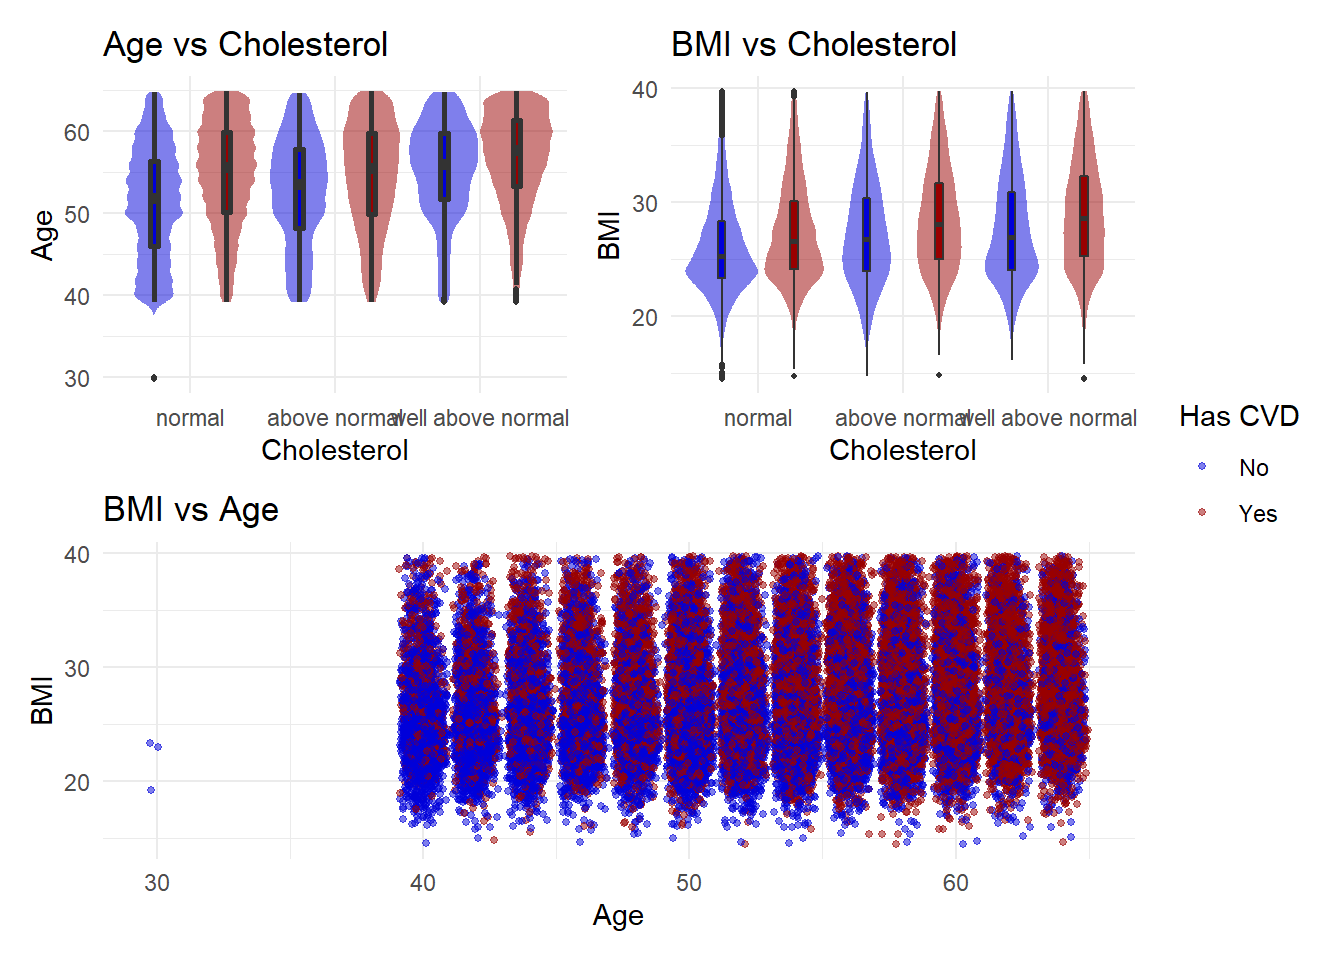 Age vs Cholesterol
60
50
40
30
Age
normal
above normal
well above normal
Cholesterol
BMI vs Cholesterol
40
30
20
BMI
normal
above normal
well above normal
Cholesterol
Has CVD
No
Yes
BMI vs Age
40
30
20
BMI
30
40
50
60
Age